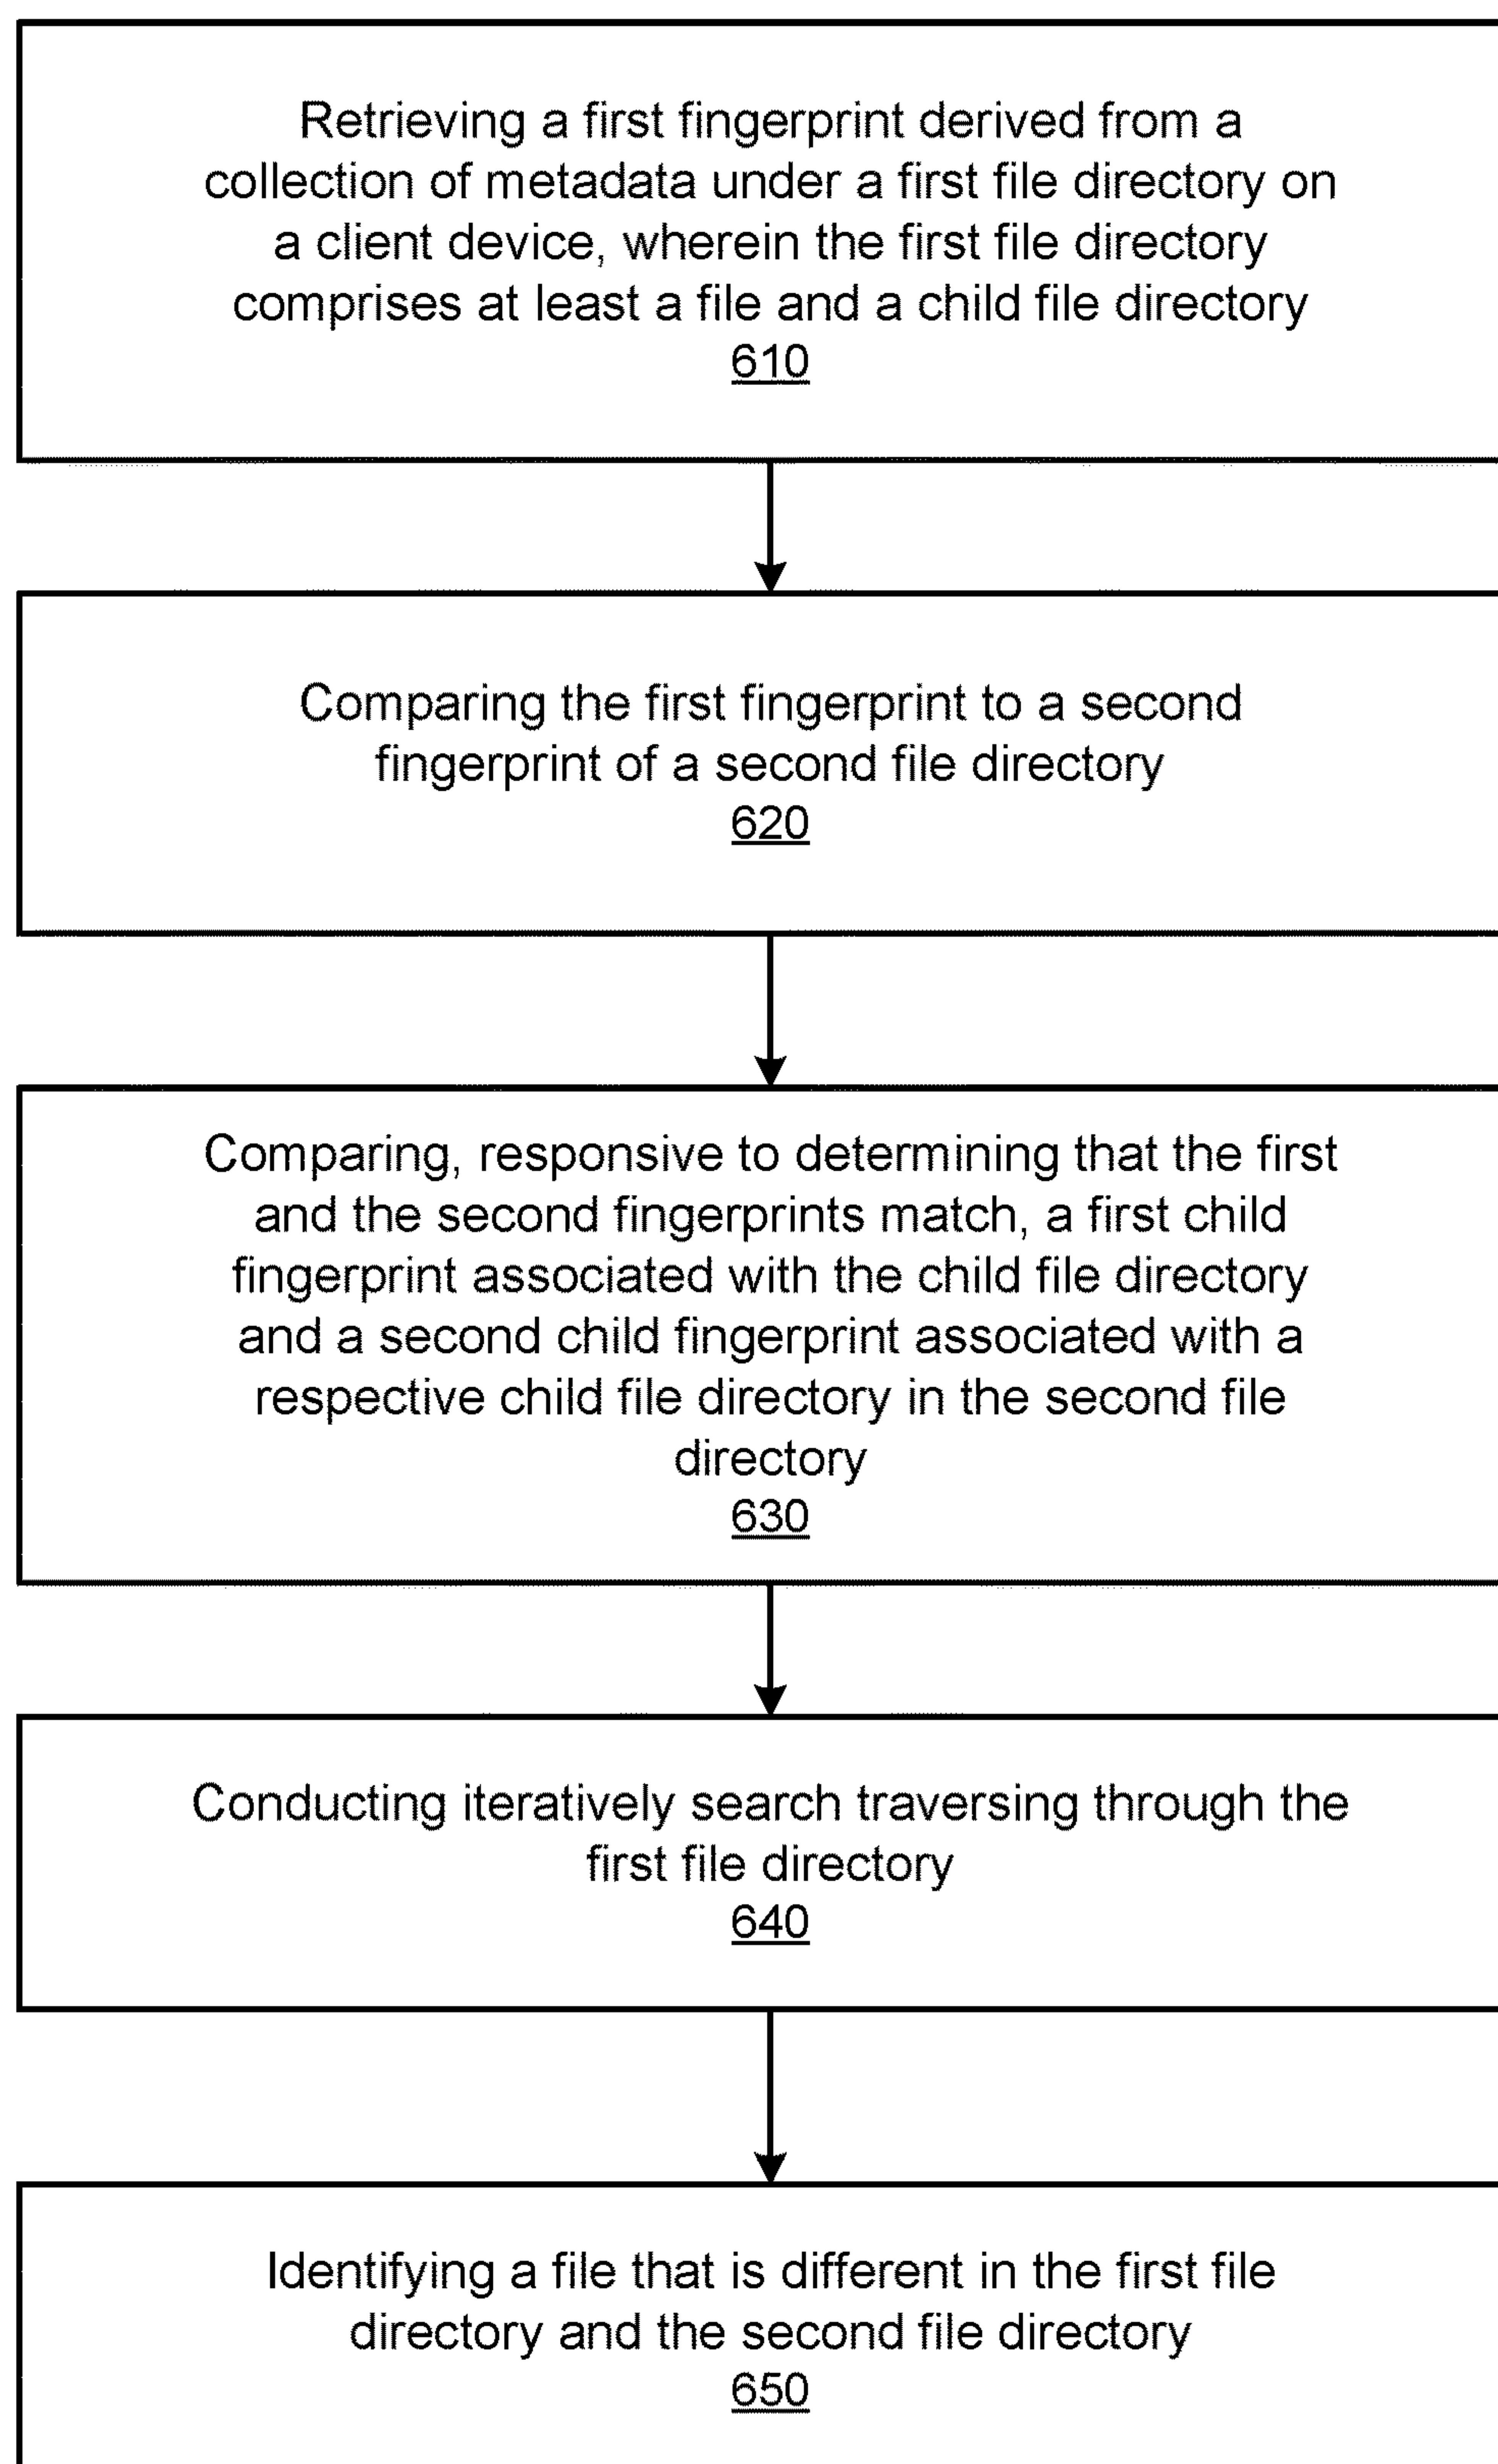 Retrieving a first fingerprint derived from a
collection of metadata under a first file directory on
a client device, wherein the first file directory
comprises at least a file and a child file directory
610
Comparing the first fingerprint to a second
fingerprint of a second file directory
620
Comparing, responsive to determining that the first
and the second fingerprints match, a first child
fingerprint associated with the child file directory
and a second child fingerprint associated with a
respective child file directory in the second file
directory
630
Conducting iteratively search traversing through the
first file directory
640
Identifying a file that is different in the first file
directory and the second file directory
650